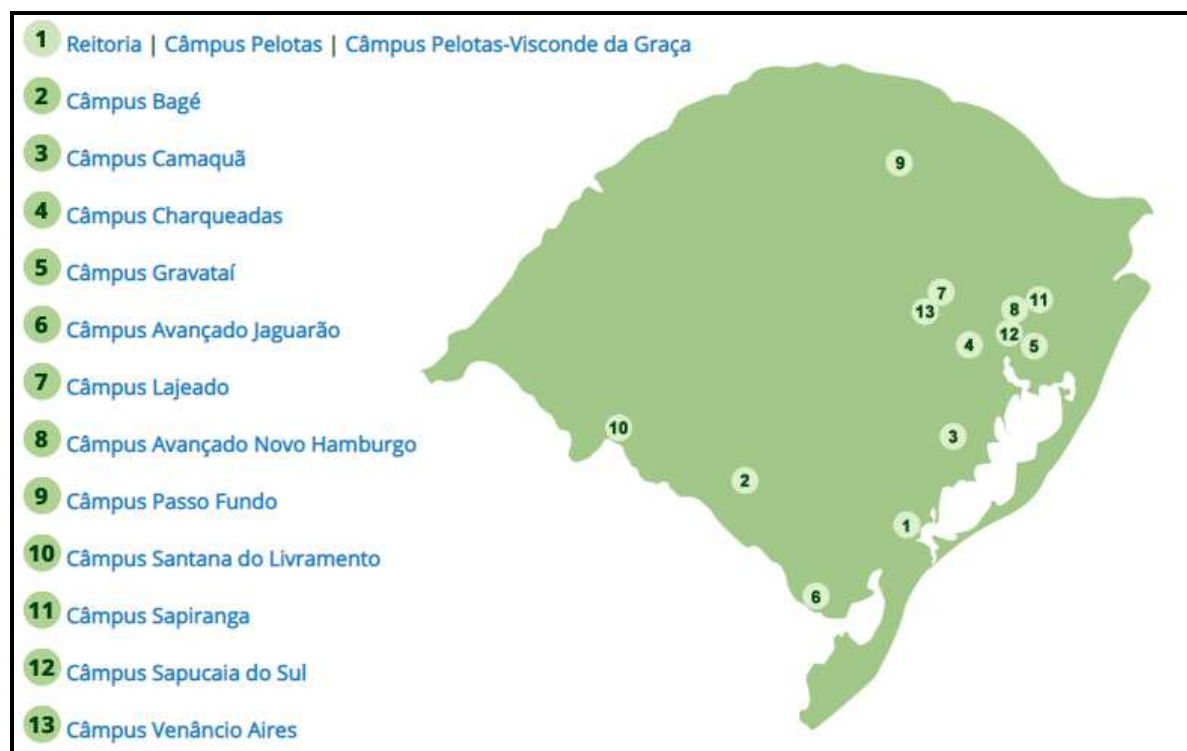 1 Reitoria | Câmpus Pelotas | Câmpus Pelotas-Visconde da Graça
2 Câmpus Bagé
3 Câmpus Camaquã
4 Câmpus Charqueadas
5 Câmpus Gravataí
6 Câmpus Avançado Jaguarão
7 Câmpus Lajeado
8 Câmpus Avançado Novo Hamburgo
9 Câmpus Passo Fundo
10 Câmpus Santana do Livramento
11 Câmpus Sapiranga
12 Câmpus Sapucaia do Sul
13 Câmpus Venâncio Aires
9
7
11
8
13
12
4
5
10
3
2
1
6